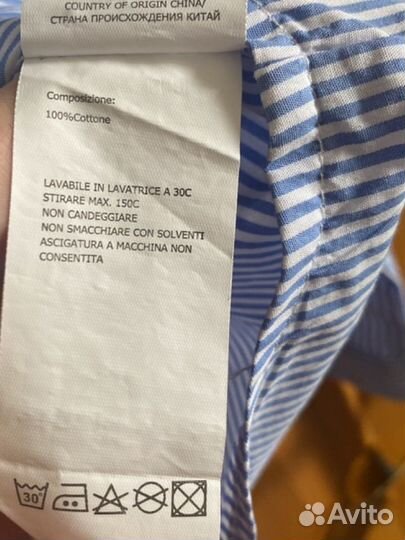 COUNTRY OF ORIGIN CHINA/
СТРАНА ПРОИСХОЖДЕНИЯ КИТАЙ
Composizione:
100%Cottone
LAVABILE IN LAVATRICE A 30C
STIRARE MAX. 150C
NON CANDEGGIARE
NON SMACCHIARE CON SOLVENTI
ASCIGATURA A MACCHINA NON
CONSENTITA
30°
Avito